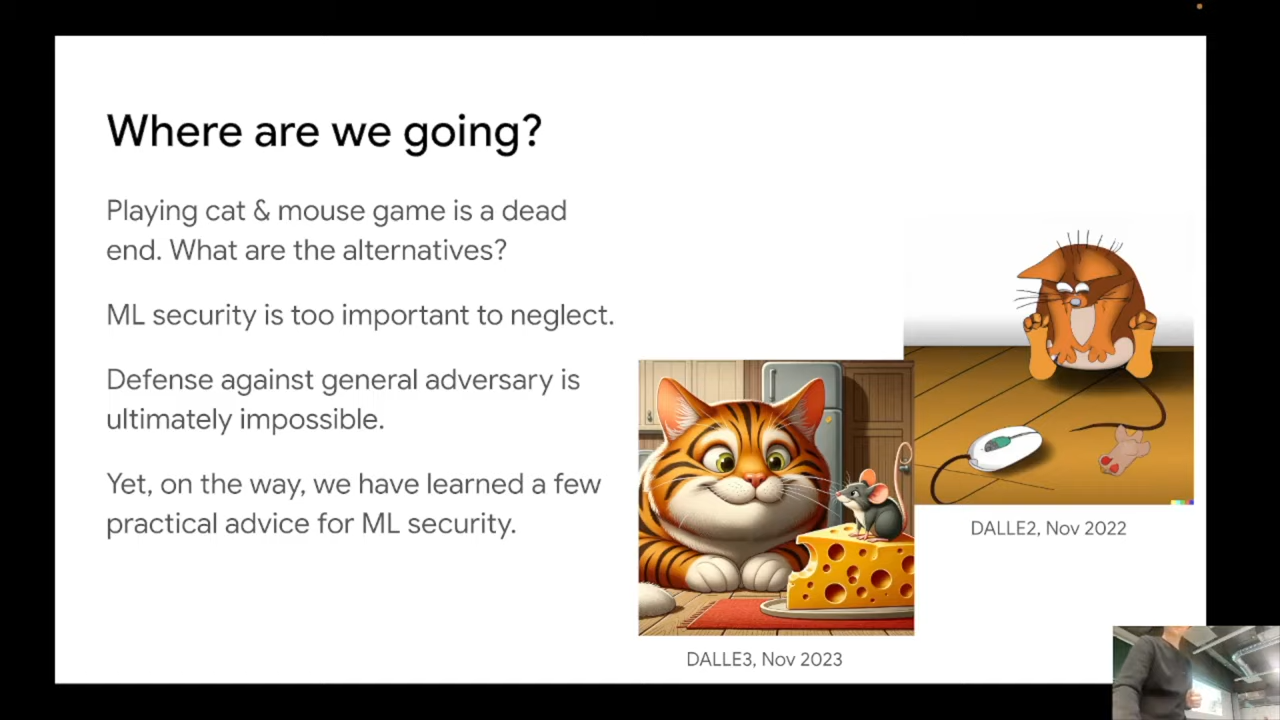 Where are we going?
Playing cat & mouse game is a dead
end. What are the alternatives?
ML security is too important to neglect.
Defense against general adversary is
ultimately impossible.
Yet, on the way, we have learned a few
practical advice for ML security.
DALLE2, Nov 2022
DALLE3, Nov 2023